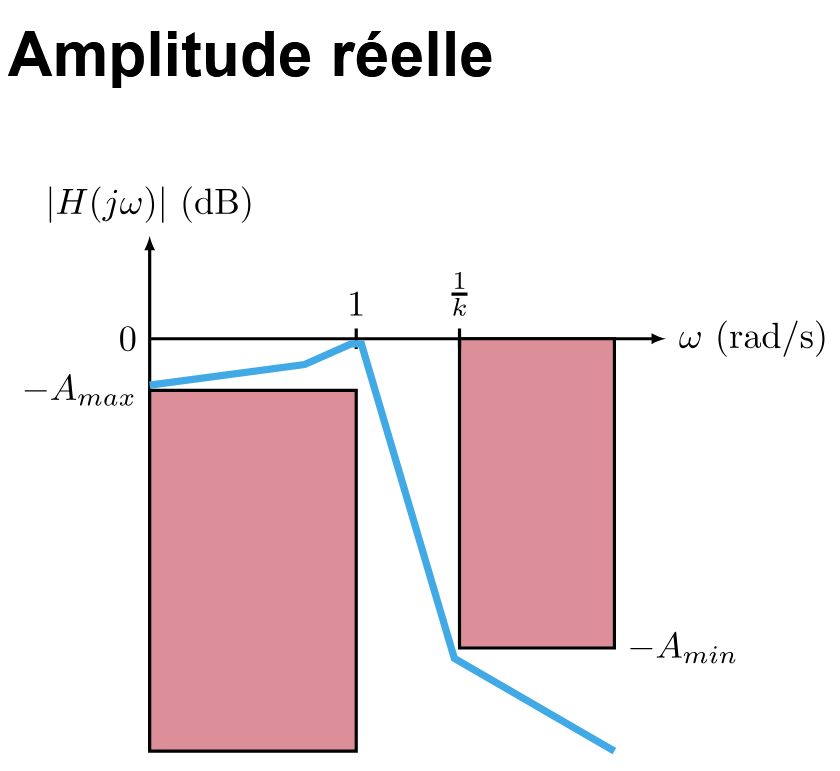 Amplitude réelle
|H(jω)| (dB)
1
1/k
0
ω (rad/s)
−A_max
−A_min